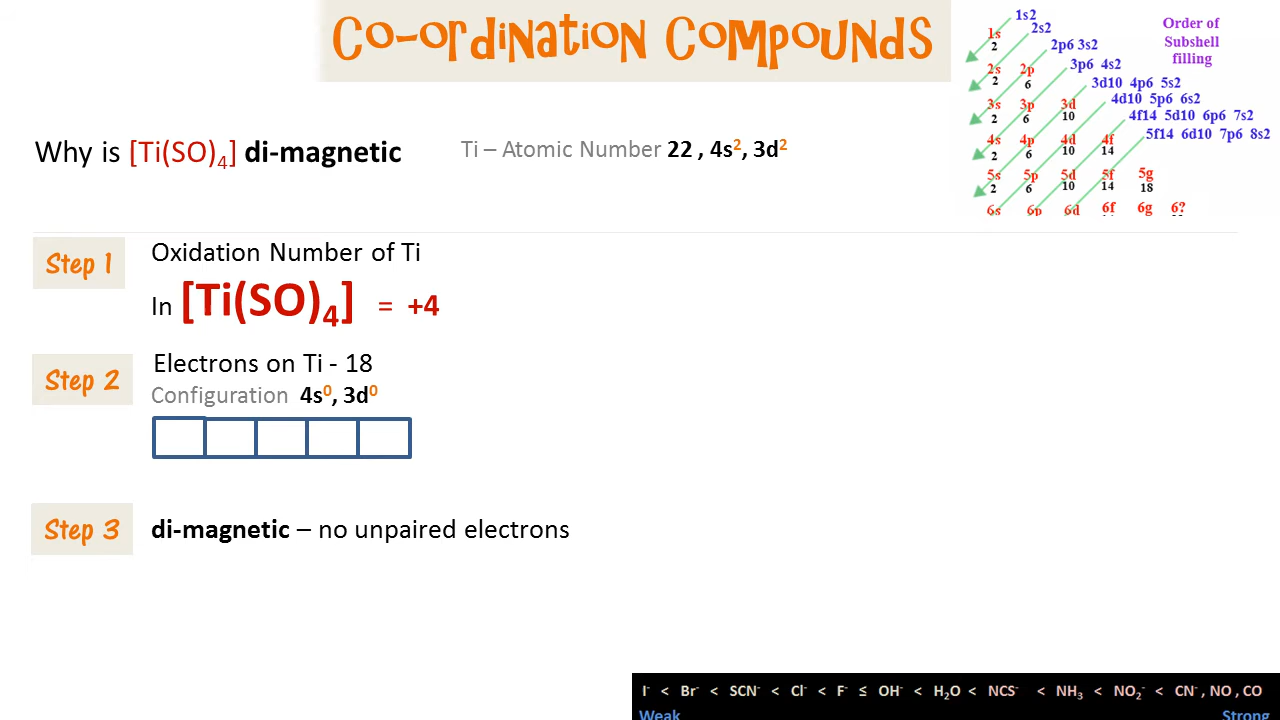 Co-ordination Compounds
Order of
Subshell
filling
1s2
2s2
2p6 3s2
3p6 4s2
3d10 4p6 5s2
4d10 5p6 6s2
4f14 5d10 6p6 7s2
5f14 6d10 7p6 8s2
1s
2
2s 2p
2 6
3s 3p 3d
2 6 10
4s 4p 4d 4f
2 6 10 14
5s 5p 5d 5f 5g
2 6 10 14 18
6s 6p 6d 6f 6g 6?
Why is [Ti(SO)₄] di-magnetic
Ti – Atomic Number 22 , 4s², 3d²
Step 1 Oxidation Number of Ti
In [Ti(SO)₄] = +4
Step 2 Electrons on Ti - 18
Configuration 4s⁰, 3d⁰
Step 3 di-magnetic – no unpaired electrons
I⁻ < Br⁻ < SCN⁻ < Cl⁻ < F⁻ ≤ OH⁻ < H₂O < NCS⁻ < NH₃ < NO₂⁻ < CN⁻ , NO , CO
Weak Strong